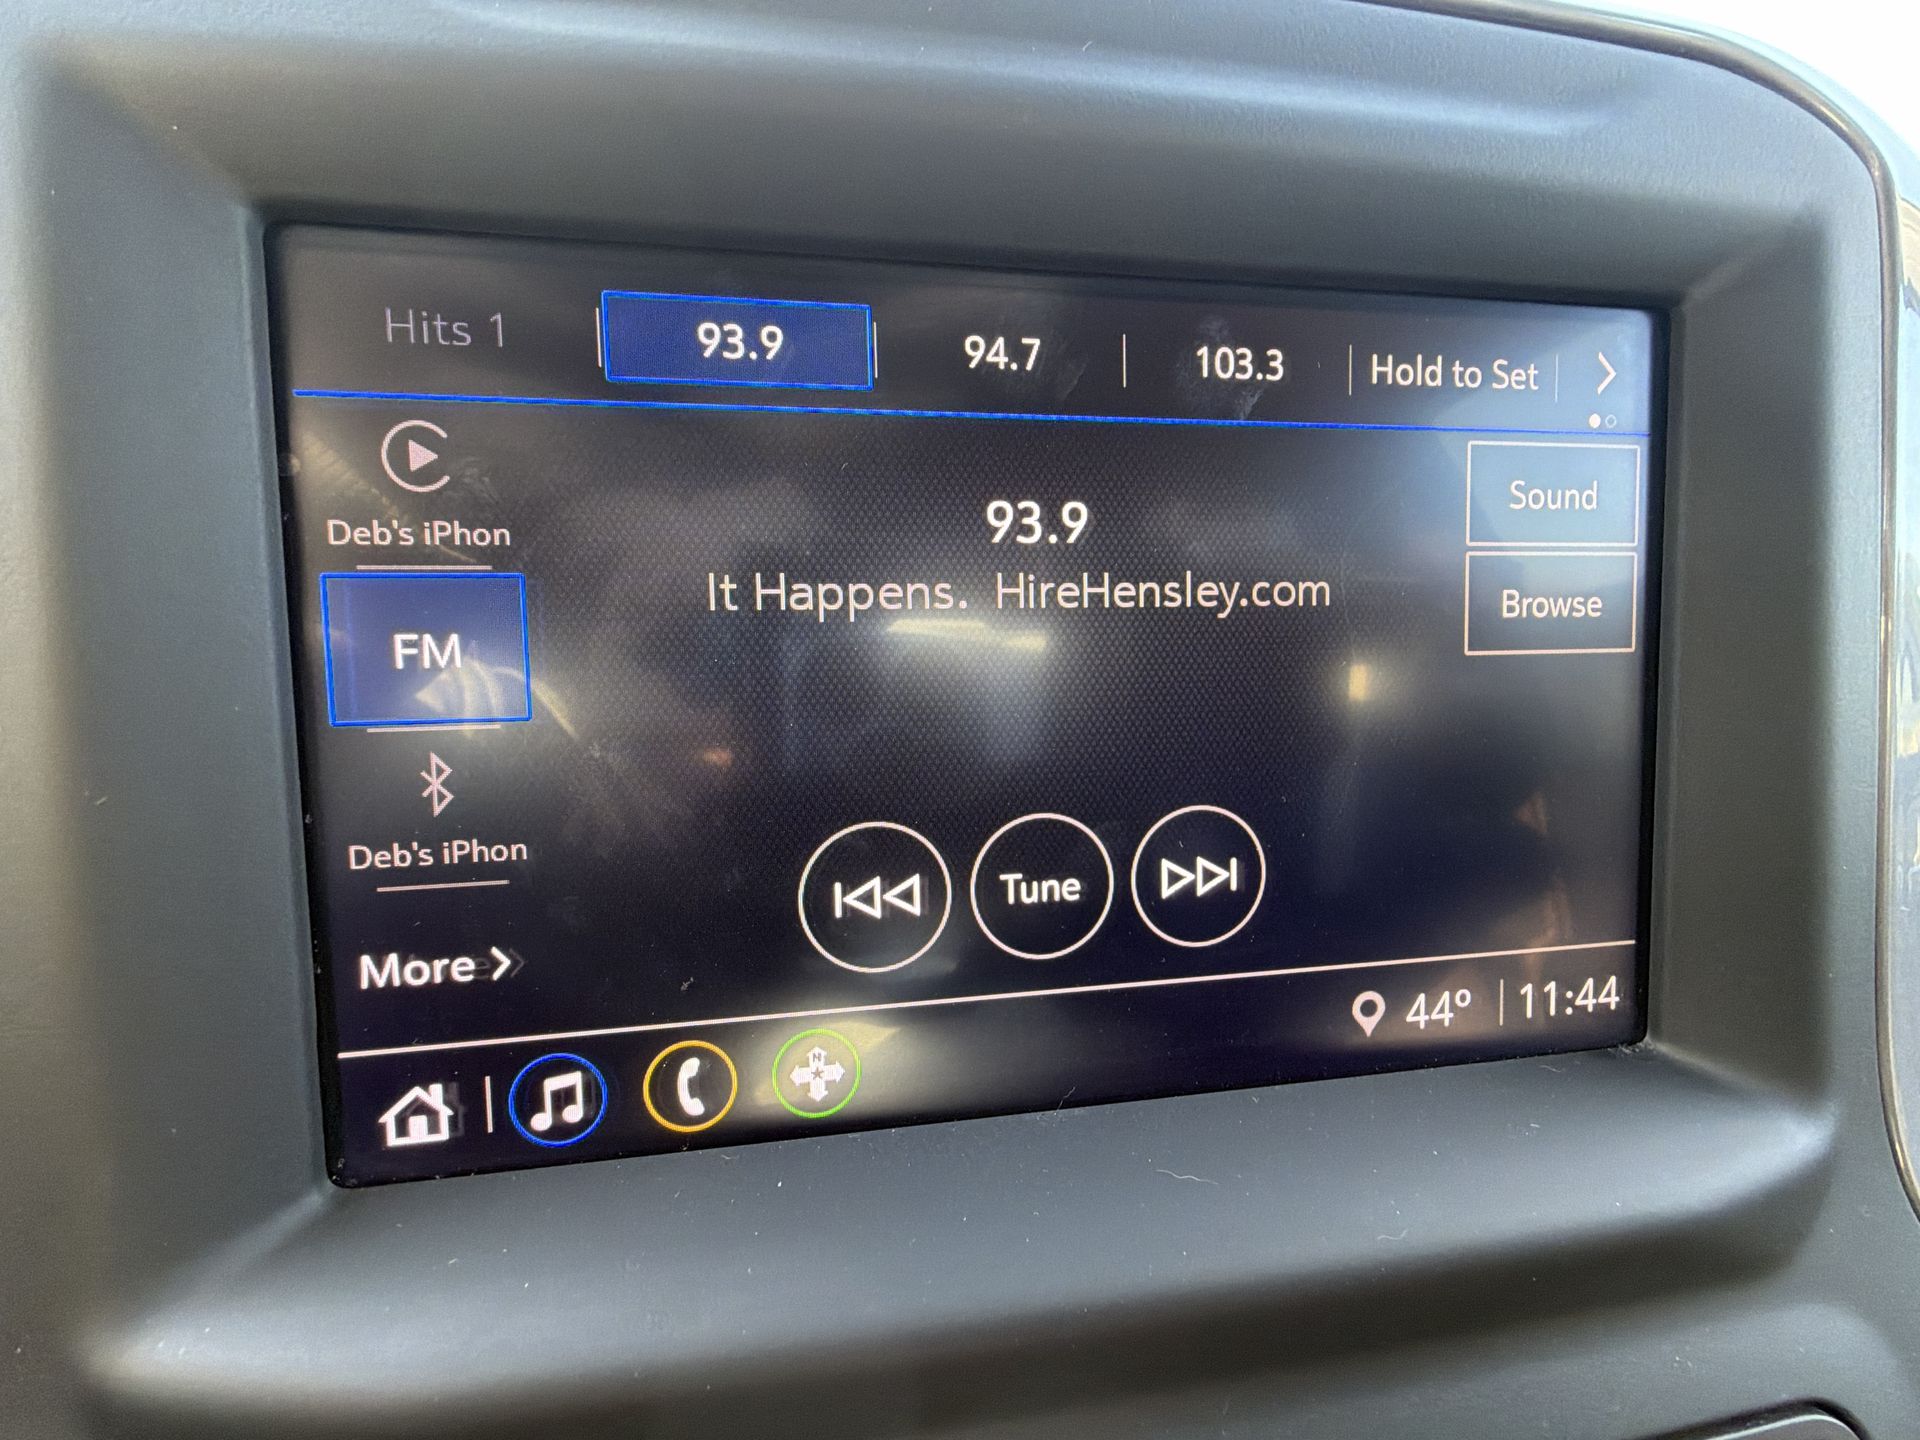 Hits 1
93.9
94.7
103.3
Hold to Set
Deb's iPhon
Sound
93.9
It Happens. HireHensley.com
Browse
FM
Deb's iPhon
Tune
More
44° 11:44
N